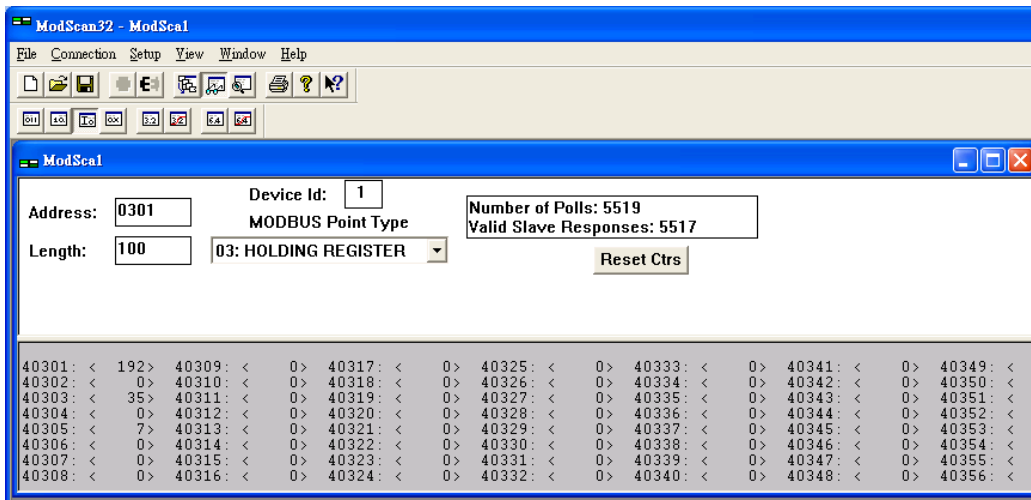 ModScan32 - ModSca1
File Connection Setup View Window Help
ModSca1
Address: 0301
Device Id: 1
MODBUS Point Type
Length: 100
03: HOLDING REGISTER
Number of Polls: 5519
Valid Slave Responses: 5517
Reset Ctrs
40301: < 192> 40309: < 0> 40317: < 0> 40325: < 0> 40333: < 0> 40341: < 0> 40349: <
40302: < 0> 40310: < 0> 40318: < 0> 40326: < 0> 40334: < 0> 40342: < 0> 40350: <
40303: < 35> 40311: < 0> 40319: < 0> 40327: < 0> 40335: < 0> 40343: < 0> 40351: <
40304: < 0> 40312: < 0> 40320: < 0> 40328: < 0> 40336: < 0> 40344: < 0> 40352: <
40305: < 7> 40313: < 0> 40321: < 0> 40329: < 0> 40337: < 0> 40345: < 0> 40353: <
40306: < 0> 40314: < 0> 40322: < 0> 40330: < 0> 40338: < 0> 40346: < 0> 40354: <
40307: < 0> 40315: < 0> 40323: < 0> 40331: < 0> 40339: < 0> 40347: < 0> 40355: <
40308: < 0> 40316: < 0> 40324: < 0> 40332: < 0> 40340: < 0> 40348: < 0> 40356: <